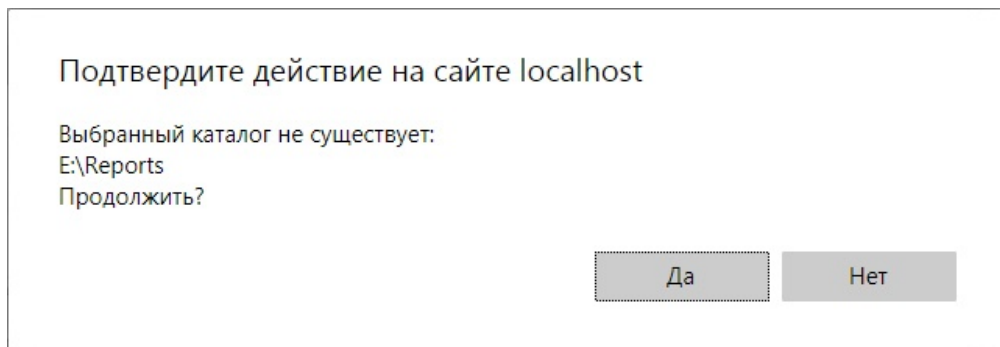 Подтвердите действие на сайте localhost
Выбранный каталог не существует:
E:\Reports
Продолжить?
Да
Нет